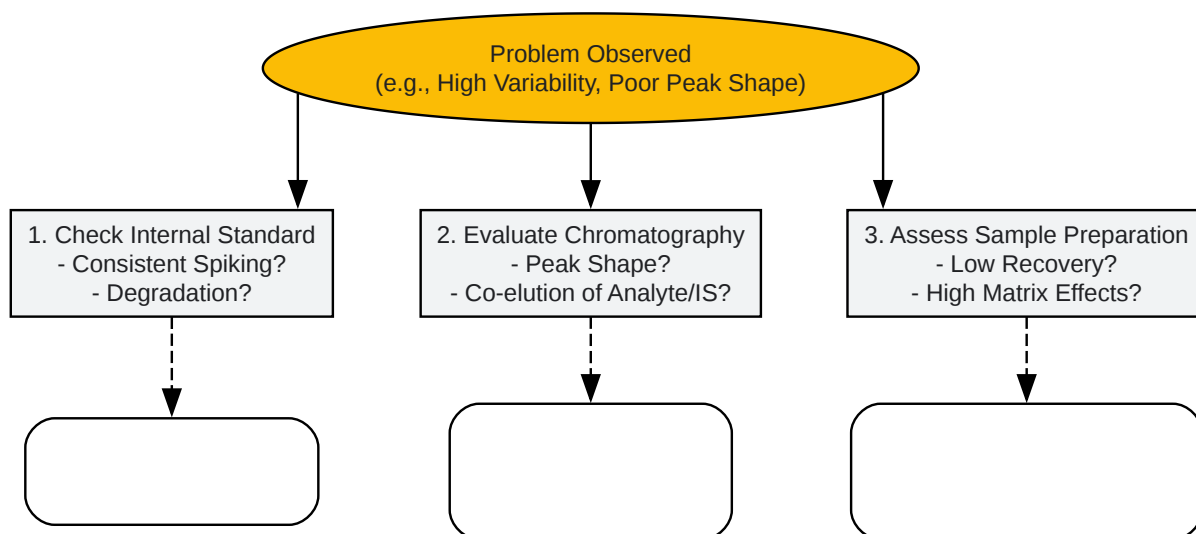 Problem Observed
(e.g., High Variability, Poor Peak Shape)
1. Check Internal Standard
- Consistent Spiking?
- Degradation?
2. Evaluate Chromatography
- Peak Shape?
- Co-elution of Analyte/IS?
3. Assess Sample Preparation
- Low Recovery?
- High Matrix Effects?